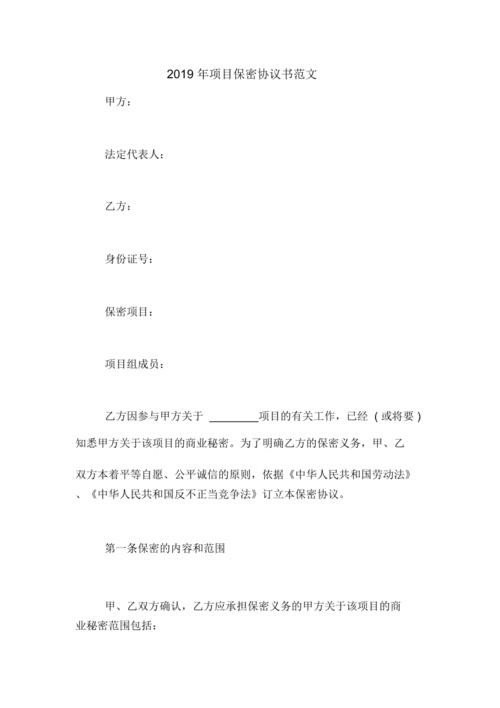 2019 年项目保密协议书范文
甲方：
法定代表人：
乙方：
身份证号：
保密项目：
项目组成员：
乙方因参与甲方关于 ________项目的有关工作，已经 ( 或将要 )
知悉甲方关于该项目的商业秘密。为了明确乙方的保密义务，甲、乙
双方本着平等自愿、公平诚信的原则，依据《中华人民共和国劳动法》
、《中华人民共和国反不正当竞争法》订立本保密协议。
第一条保密的内容和范围
甲、乙双方确认，乙方应承担保密义务的甲方关于该项目的商
业秘密范围包括：